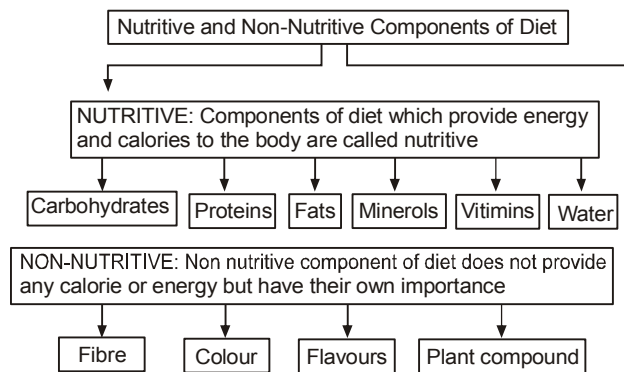 Nutritive and Non-Nutritive Components of Diet
NUTRITIVE: Components of diet which provide energy
and calories to the body are called nutritive
Carbohydrates Proteins Fats Minerols Vitimins Water
NON-NUTRITIVE: Non nutritive component of diet does not provide
any calorie or energy but have their own importance
Fibre Colour Flavours Plant compound